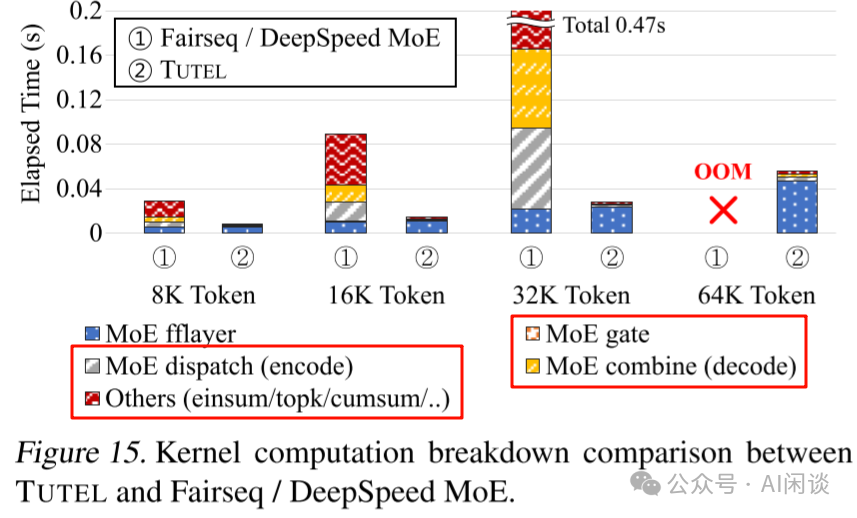 0.2
0.16
0.12
0.08
0.04
0
Elapsed Time (s)
① Fairseq / DeepSpeed MoE
② TUTEL
Total 0.47s
OOM
① ② ① ② ① ② ① ②
8K Token 16K Token 32K Token 64K Token
MoE fflayer
MoE dispatch (encode)
Others (einsum/topk/cumsum/..)
MoE gate
MoE combine (decode)
Figure 15. Kernel computation breakdown comparison between
TUTEL and Fairseq / DeepSpeed MoE.
公众号 · AI闲谈